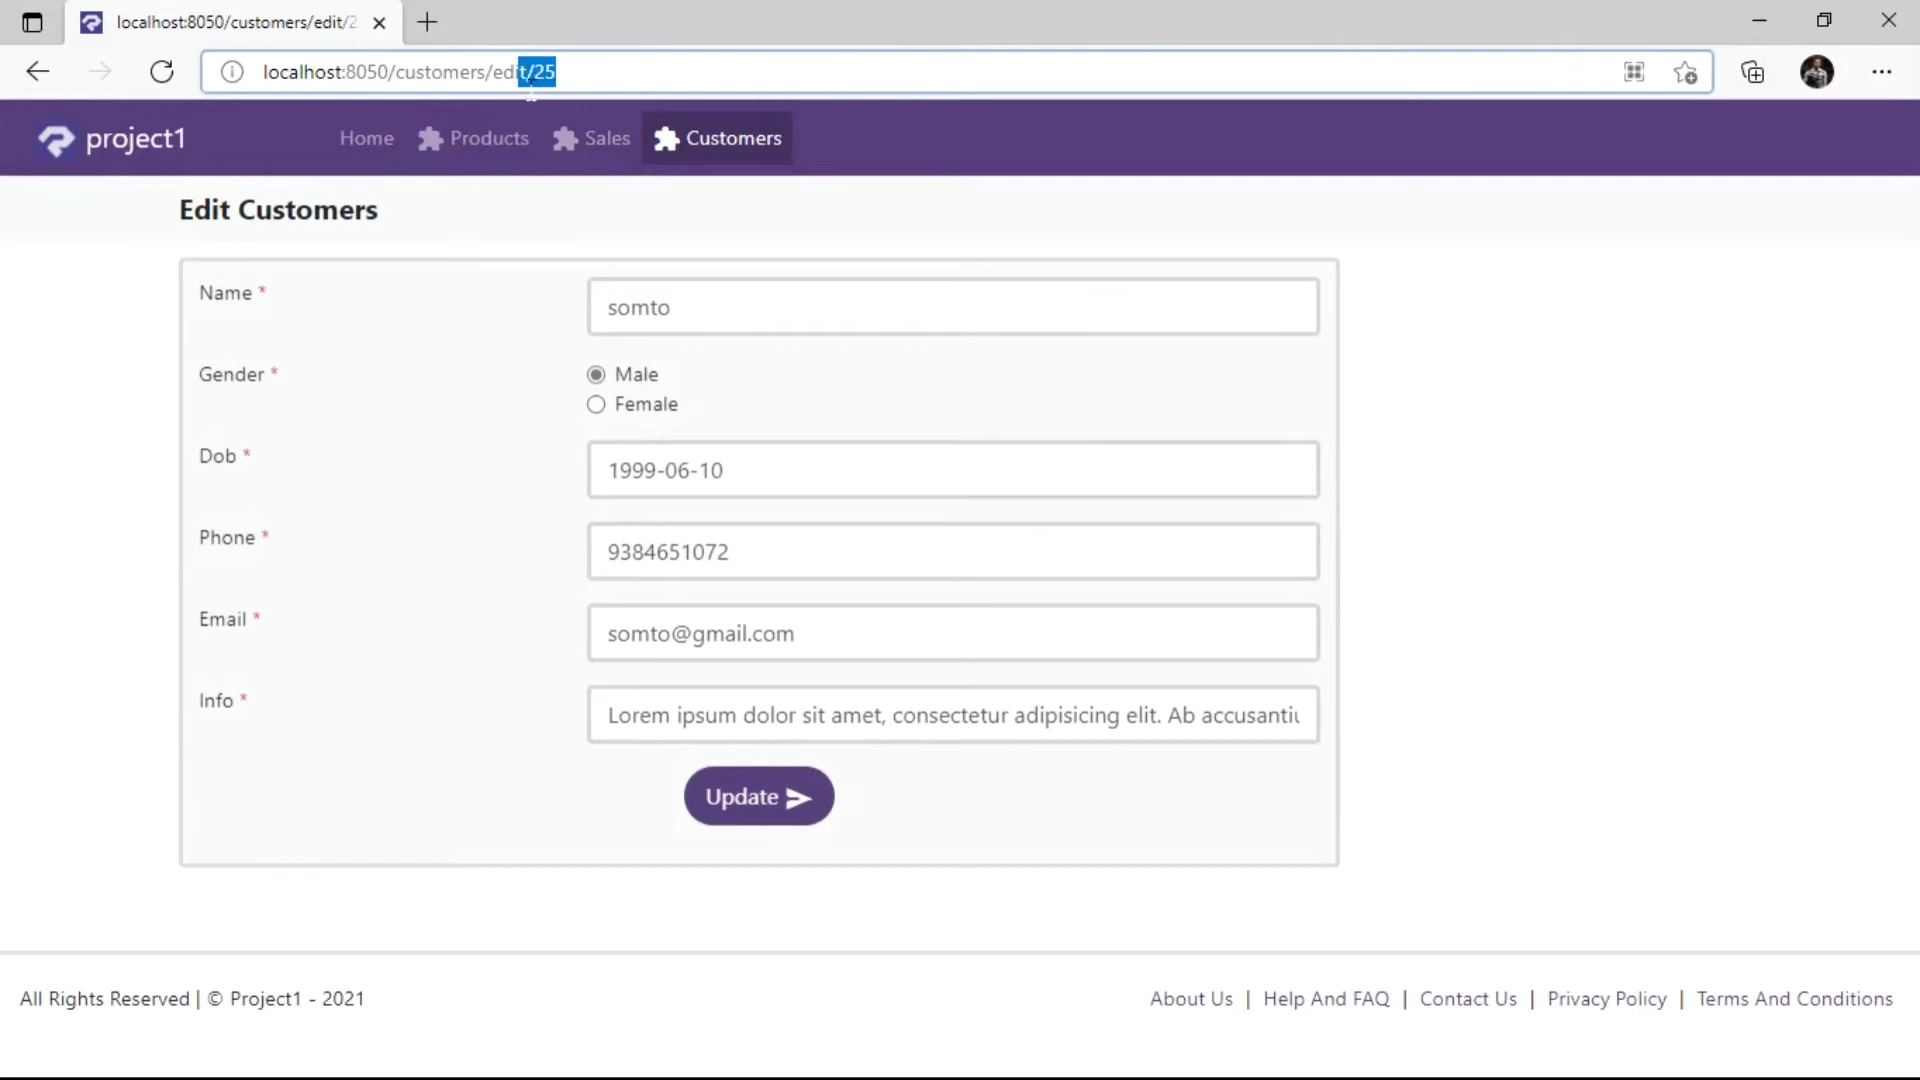 localhost:8050/customers/edit/2
localhost:8050/customers/edit/25
project1
Home
Products
Sales
Customers
Edit Customers
Name *
somto
Gender *
Male
Female
Dob *
1999-06-10
Phone *
9384651072
Email *
somto@gmail.com
Info *
Lorem ipsum dolor sit amet, consectetur adipisicing elit. Ab accusantiu
Update
All Rights Reserved | © Project1 - 2021
About Us | Help And FAQ | Contact Us | Privacy Policy | Terms And Conditions